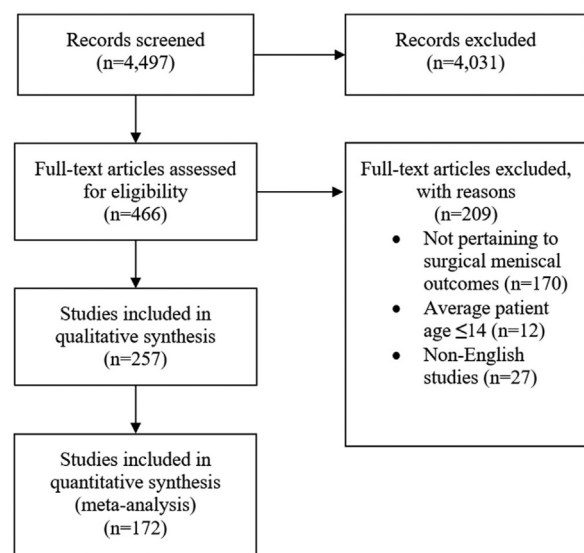 Records screened
(n=4,497)
Records excluded
(n=4,031)
Full-text articles assessed
for eligibility
(n=466)
Full-text articles excluded,
with reasons
(n=209)
• Not pertaining to
surgical meniscal
outcomes (n=170)
• Average patient
age ≤14 (n=12)
• Non-English
studies (n=27)
Studies included in
qualitative synthesis
(n=257)
Studies included in
quantitative synthesis
(meta-analysis)
(n=172)